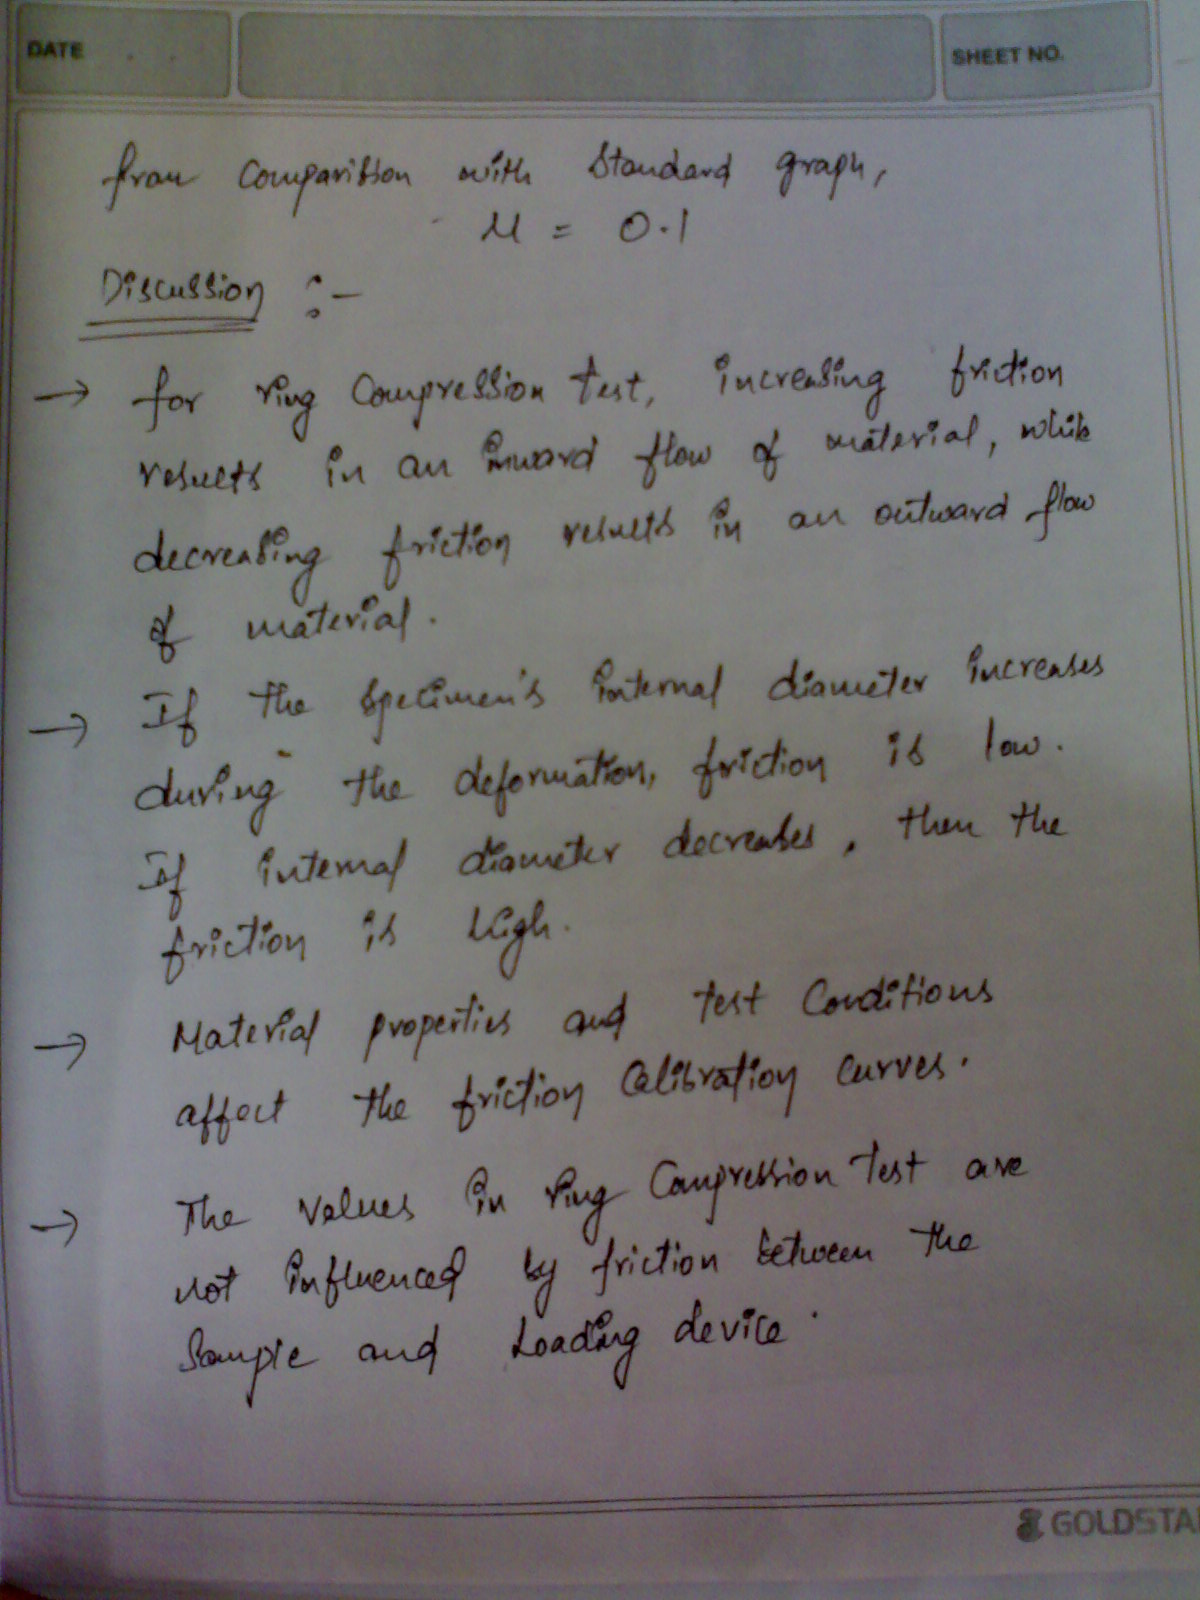 DATE
SHEET NO.
from Comparission with Standard graph,
μ = 0.1
Discussion :-
→ for ring Compression Test, increasing friction
results in an inward flow of material, while
decreasing friction results in an outward flow
of material.
→ If the specimen's internal diameter increases
during the deformation, friction is low.
If internal diameter decreases, then the
friction is high.
→ Material properties and test Conditions
affect the friction Calibration curves.
→ The values in ring Compression Test are
not influenced by friction between the
Sample and Loading device.
GOLDSTA